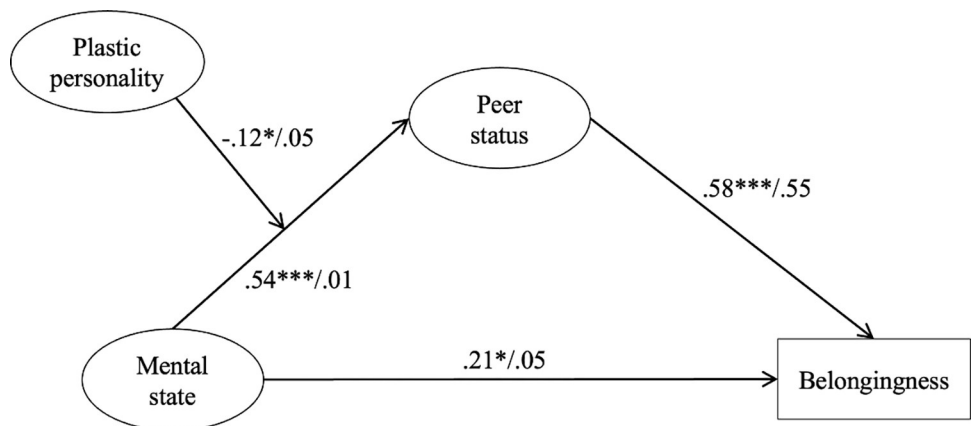 Plastic
personality
Peer
status
-.12*/.05
.58***/.55
.54***/.01
Mental
state
.21*/.05
Belongingness